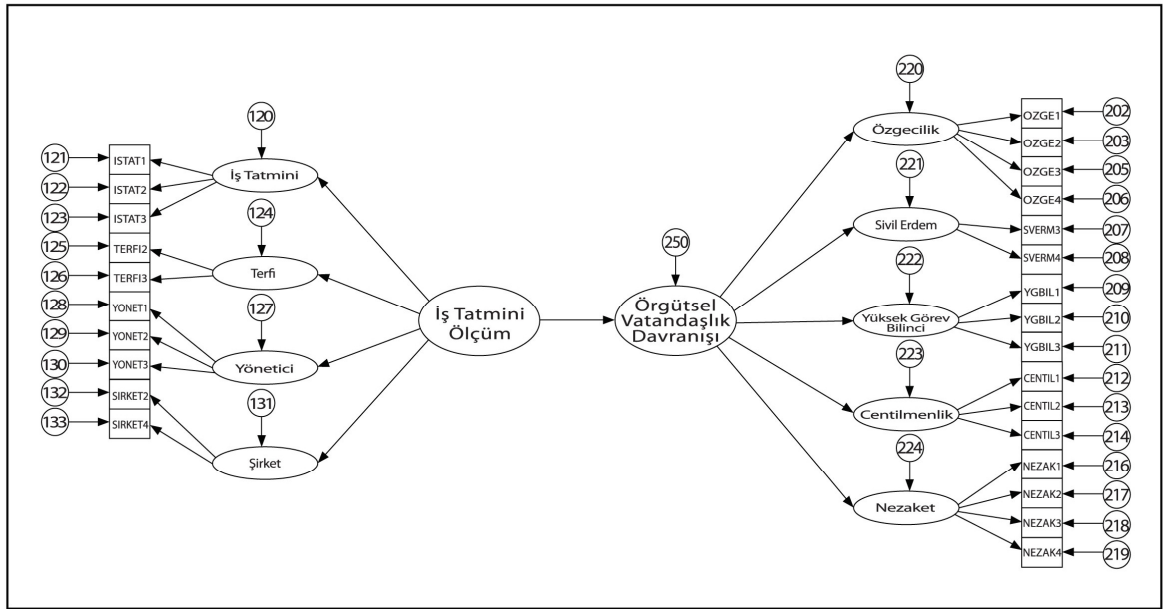 120
121
ISTAT1
122
ISTAT2
123
ISTAT3
İş Tatmini
124
125
TERFI2
126
TERFI3
Terfi
127
128
YONET1
129
YONET2
130
YONET3
Yönetici
131
132
SIRKET2
133
SIRKET4
Şirket
İş Tatmini
Ölçüm
250
Örgütsel
Vatandaşlık
Davranışı
220
Özgecilik
OZGE1
202
OZGE2
203
OZGE3
205
OZGE4
206
221
Sivil Erdem
SVERM3
207
SVERM4
208
222
Yüksek Görev
Bilinci
YGBIL1
209
YGBIL2
210
YGBIL3
211
223
Centilmenlik
CENTIL1
212
CENTIL2
213
CENTIL3
214
224
Nezaket
NEZAK1
216
NEZAK2
217
NEZAK3
218
NEZAK4
219